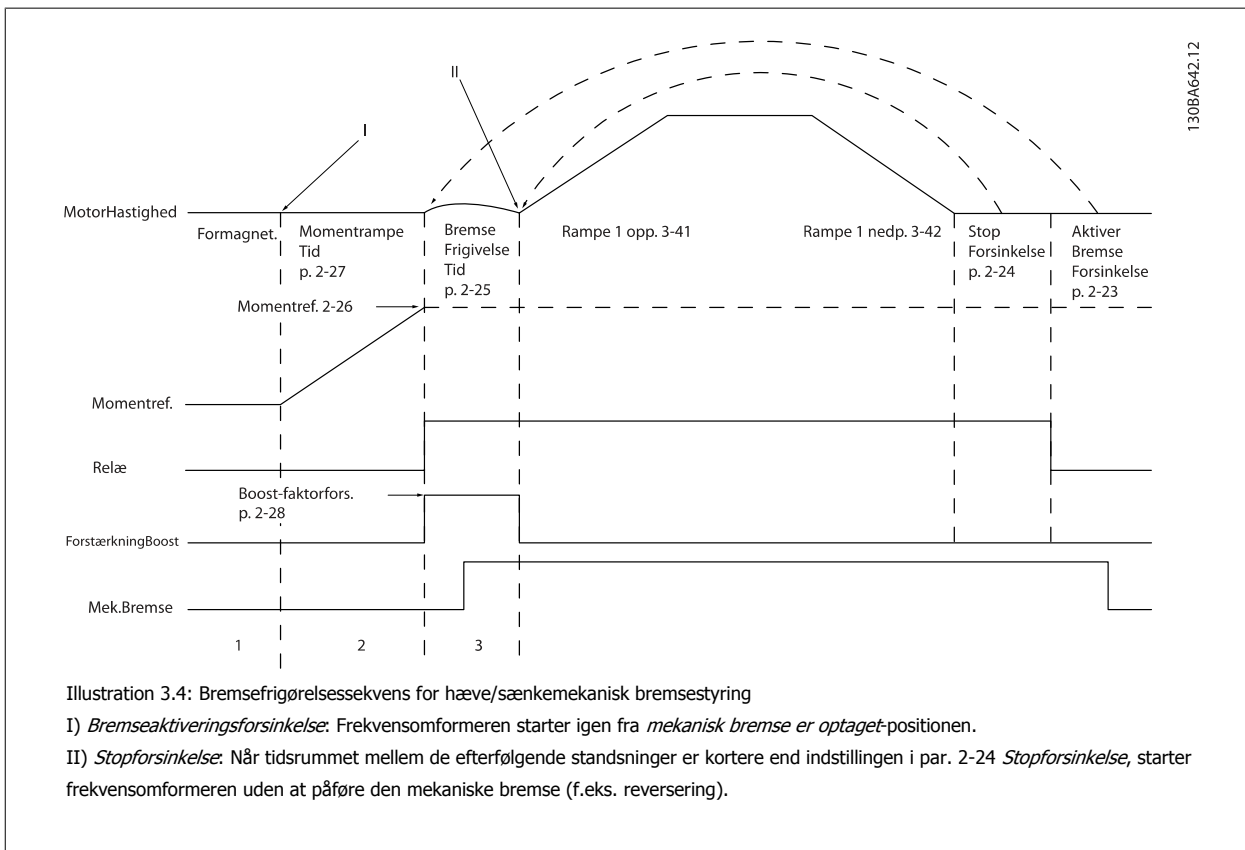 130BA642.12
II
I
MotorHastighed
Formagnet.
Momentrampe
Tid
p. 2-27
Bremse
Frigivelse
Tid
p. 2-25
Rampe 1 opp. 3-41
Rampe 1 nedp. 3-42
Stop
Forsinkelse
p. 2-24
Aktiver
Bremse
Forsinkelse
p. 2-23
Momentref. 2-26
Momentref.
Relæ
Boost-faktorfors.
p. 2-28
ForstærkningBoost
Mek.Bremse
1
2
3
Illustration 3.4: Bremsefrigørelsessekvens for hæve/sænkemekanisk bremsestyring
I) Bremseaktiveringsforsinkelse: Frekvensomformeren starter igen fra mekanisk bremse er optaget-positionen.
II) Stopforsinkelse: Når tidsrummet mellem de efterfølgende standsninger er kortere end indstillingen i par. 2-24 Stopforsinkelse, starter
frekvensomformeren uden at påføre den mekaniske bremse (f.eks. reversering).